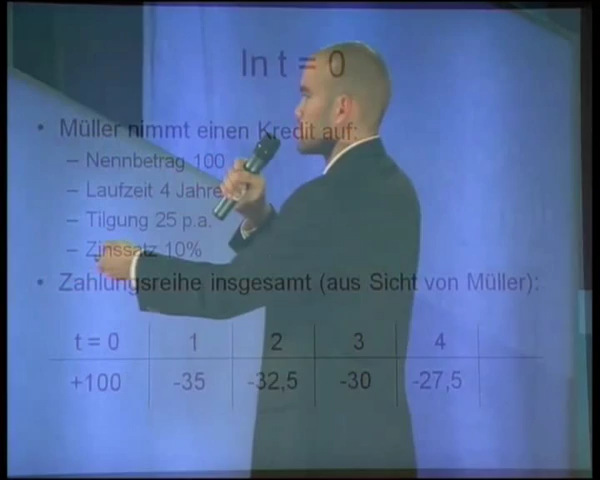 In t = 0
• Müller nimmt einen Kredit auf:
– Nennbetrag 100
– Laufzeit 4 Jahre
– Tilgung 25 p.a.
– Zinssatz 10%
• Zahlungsreihe insgesamt (aus Sicht von Müller):
t = 0 1 2 3 4
+100 -35 -32,5 -30 -27,5